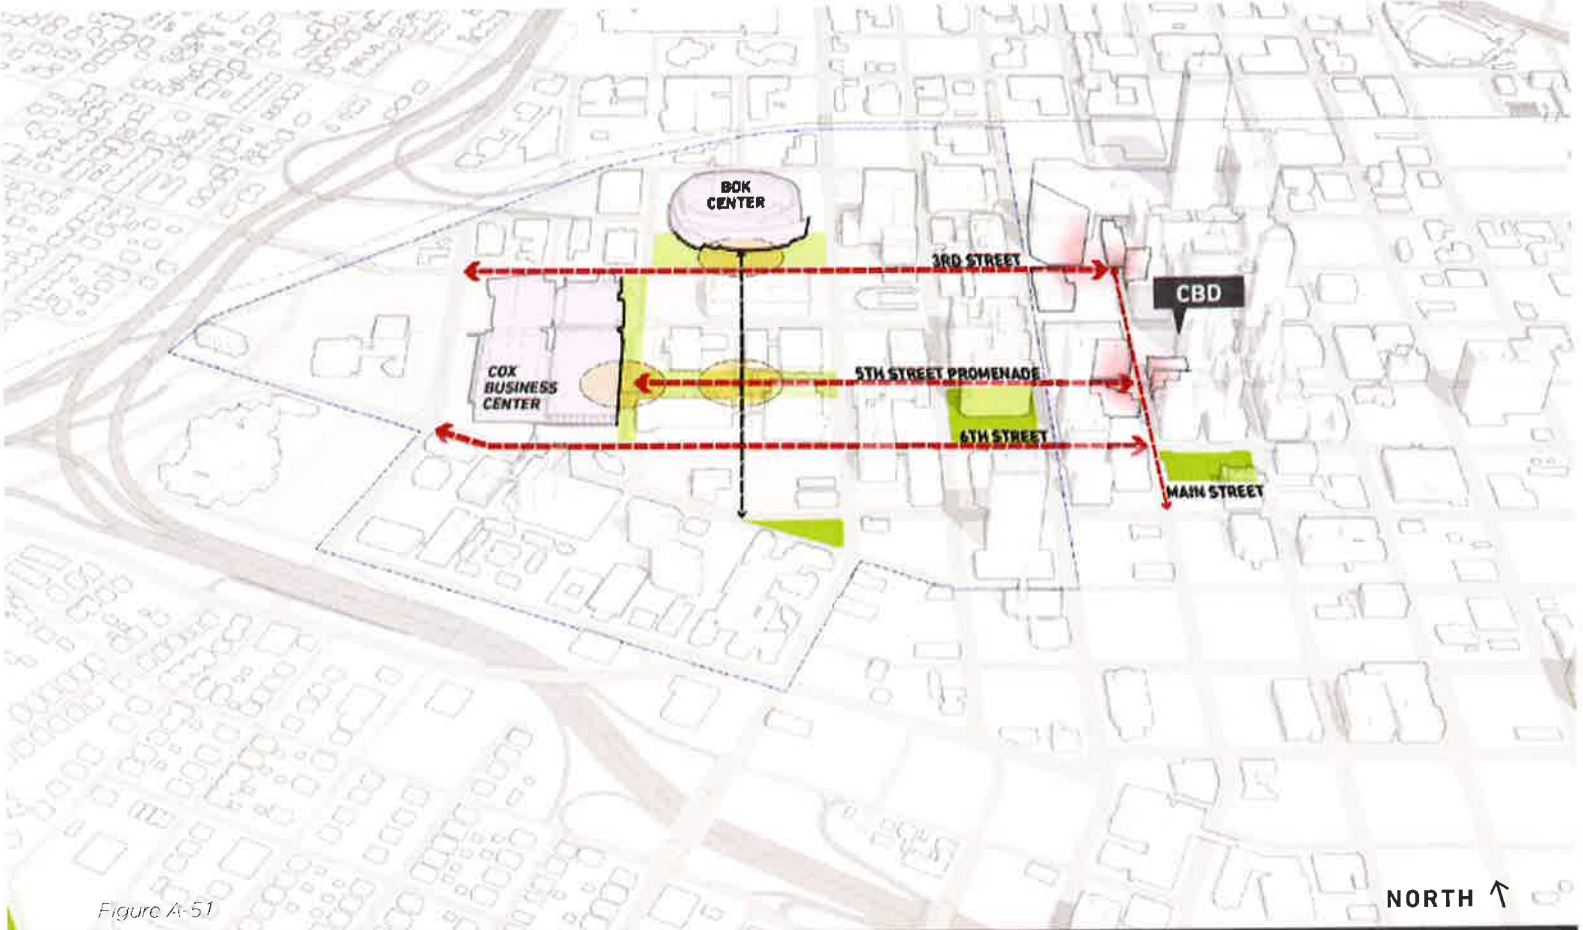 BOK
CENTER
3RD STREET
CBD
COX
BUSINESS
CENTER
5TH STREET PROMENADE
6TH STREET
MAIN STREET
Figure A-51
NORTH ↑